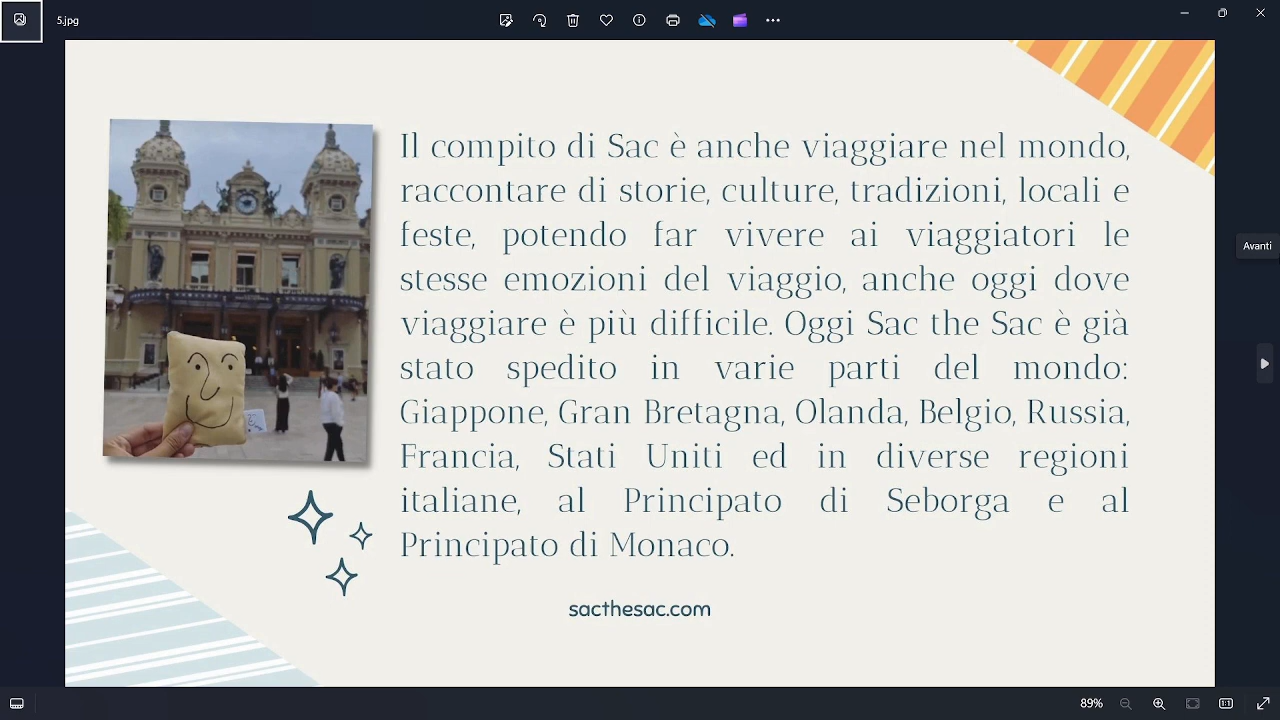 5.jpg
Il compito di Sac è anche viaggiare nel mondo,
raccontare di storie, culture, tradizioni, locali e
feste, potendo far vivere ai viaggiatori le
stesse emozioni del viaggio, anche oggi dove
viaggiare è più difficile. Oggi Sac the Sac è già
stato spedito in varie parti del mondo:
Giappone, Gran Bretagna, Olanda, Belgio, Russia,
Francia, Stati Uniti ed in diverse regioni
italiane, al Principato di Seborga e al
Principato di Monaco.
sacthesac.com
Avanti
89%